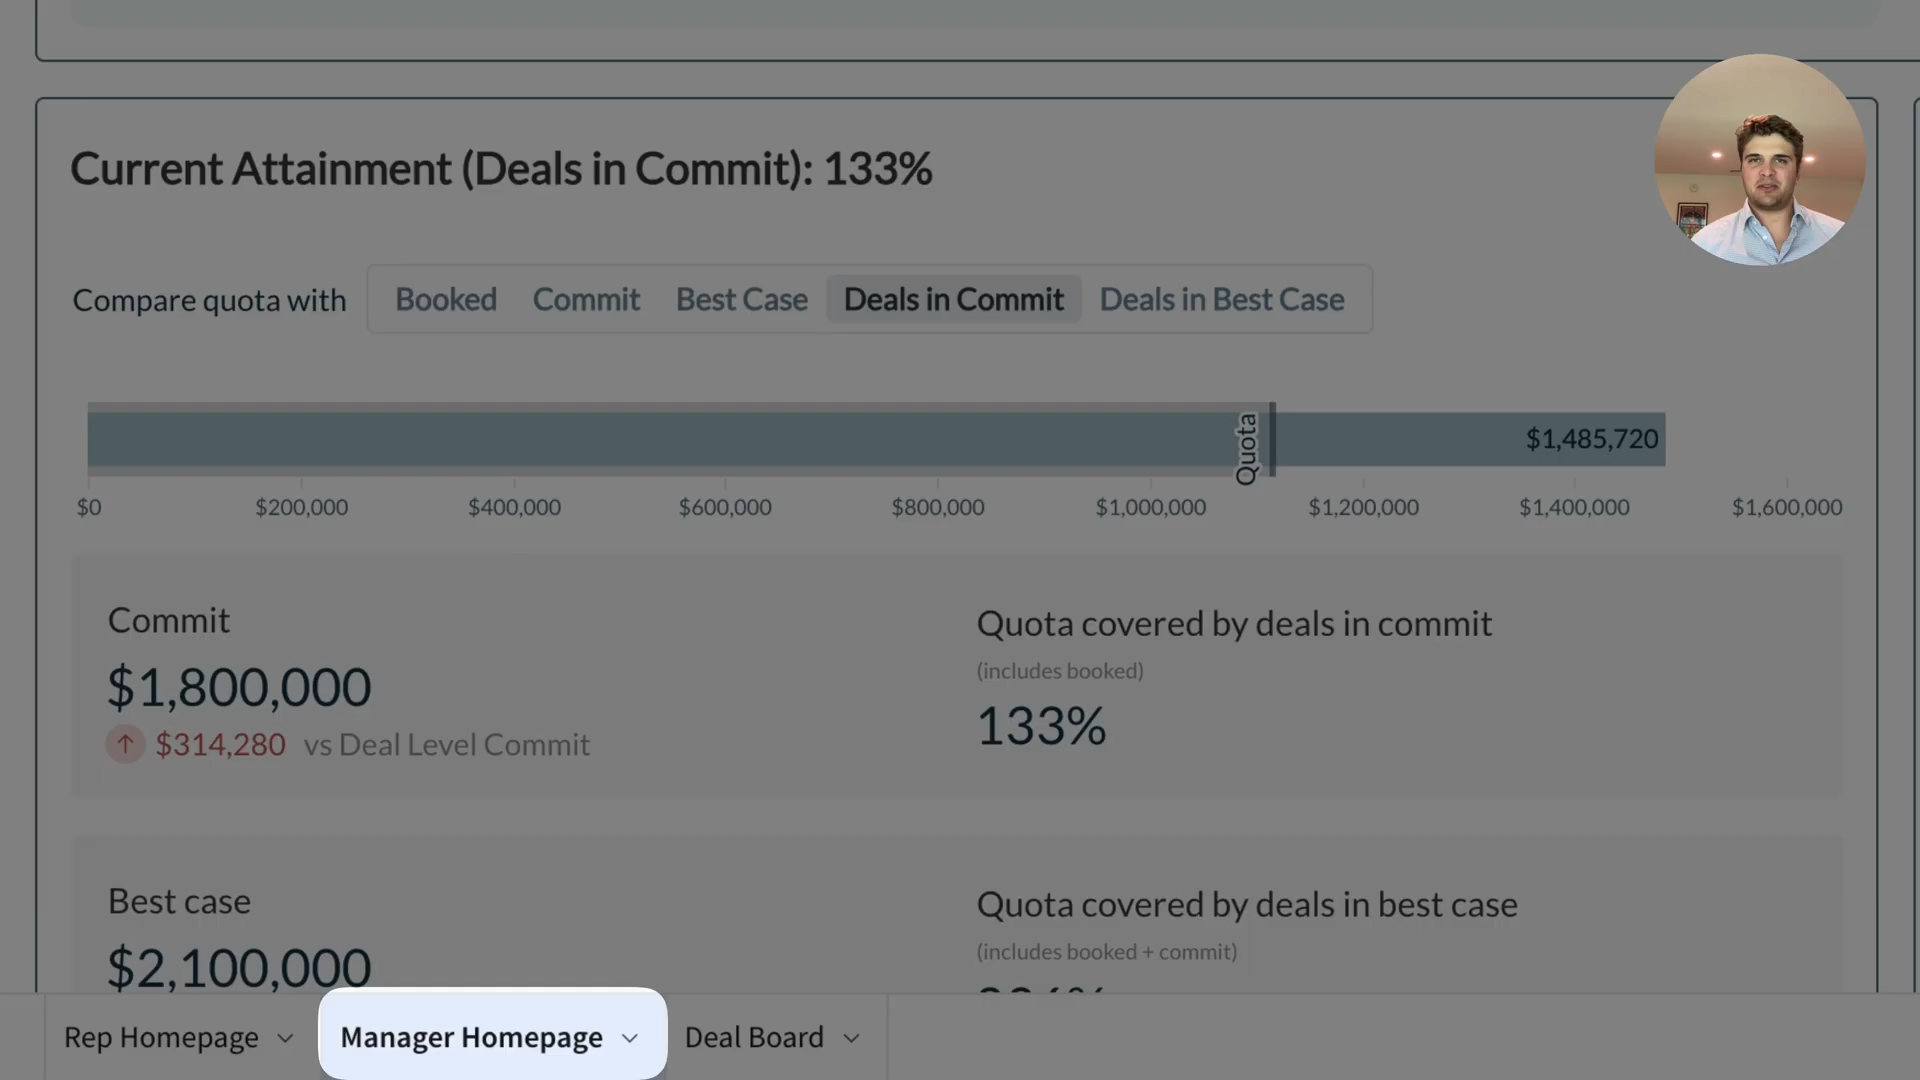 Current Attainment (Deals in Commit): 133%
Compare quota with
Booked
Commit
Best Case
Deals in Commit
Deals in Best Case
Quota
$1,485,720
$0
$200,000
$400,000
$600,000
$800,000
$1,000,000
$1,200,000
$1,400,000
$1,600,000
Commit
$1,800,000
$314,280 vs Deal Level Commit
Quota covered by deals in commit
(includes booked)
133%
Best case
$2,100,000
Quota covered by deals in best case
(includes booked + commit)
Rep Homepage
Manager Homepage
Deal Board